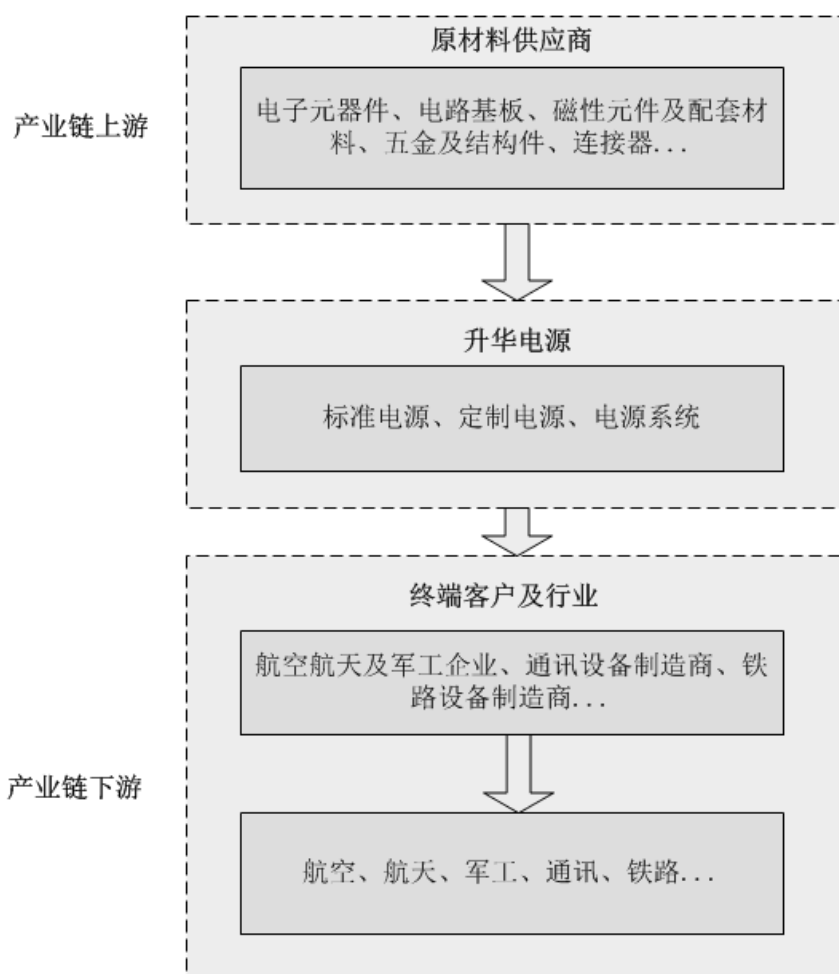 原材料供应商
产业链上游
电子元器件、电路基板、磁性元件及配套材
料、五金及结构件、连接器...
升华电源
标准电源、定制电源、电源系统
终端客户及行业
航空航天及军工企业、通讯设备制造商、铁
路设备制造商...
产业链下游
航空、航天、军工、通讯、铁路...